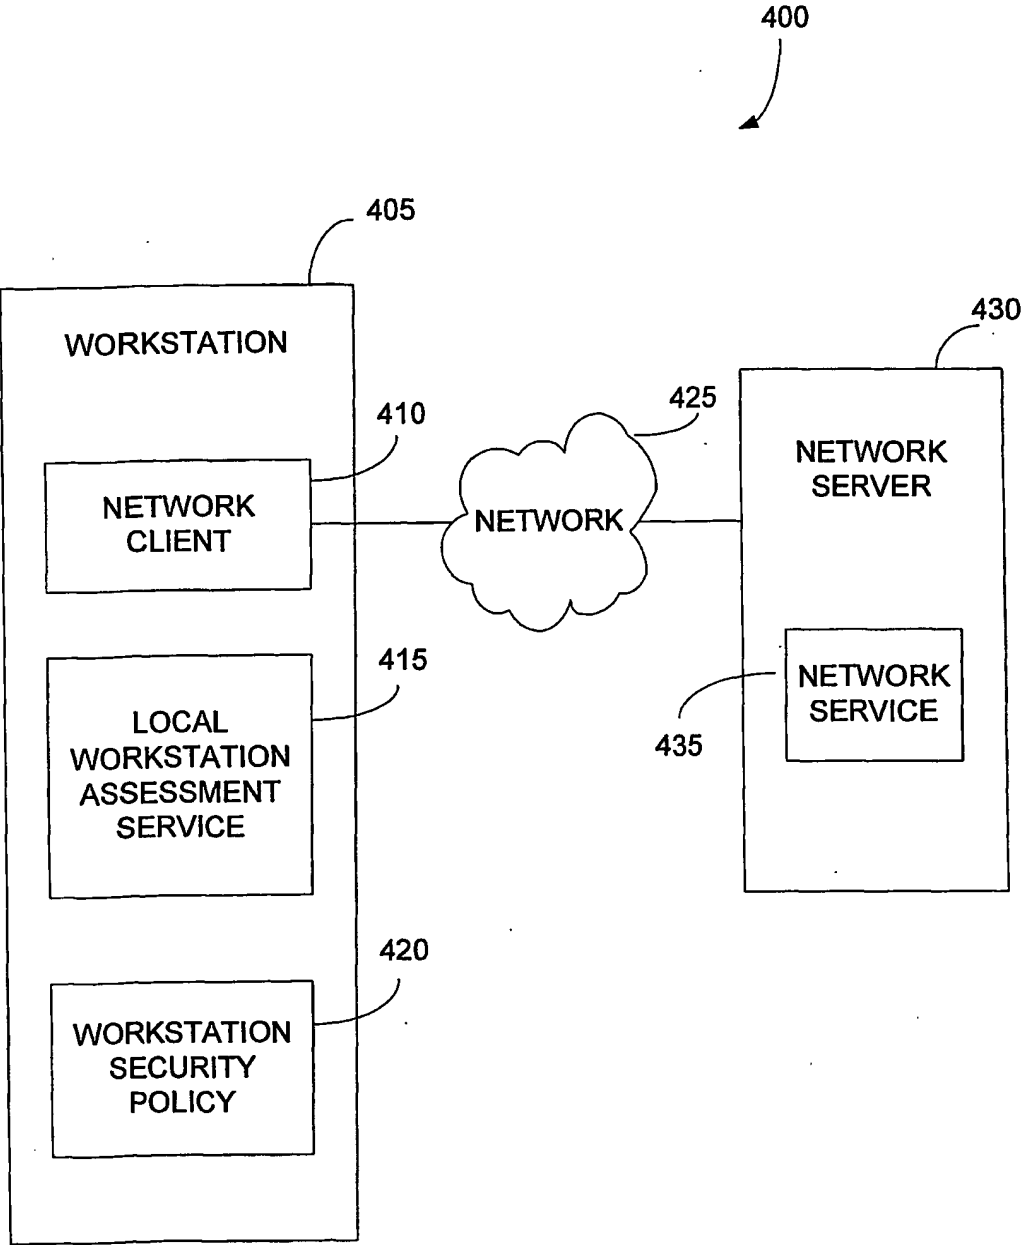 400
405
WORKSTATION
430
410
425
NETWORK
SERVER
NETWORK
CLIENT
NETWORK
415
LOCAL
WORKSTATION
ASSESSMENT
SERVICE
NETWORK
SERVICE
435
420
WORKSTATION
SECURITY
POLICY